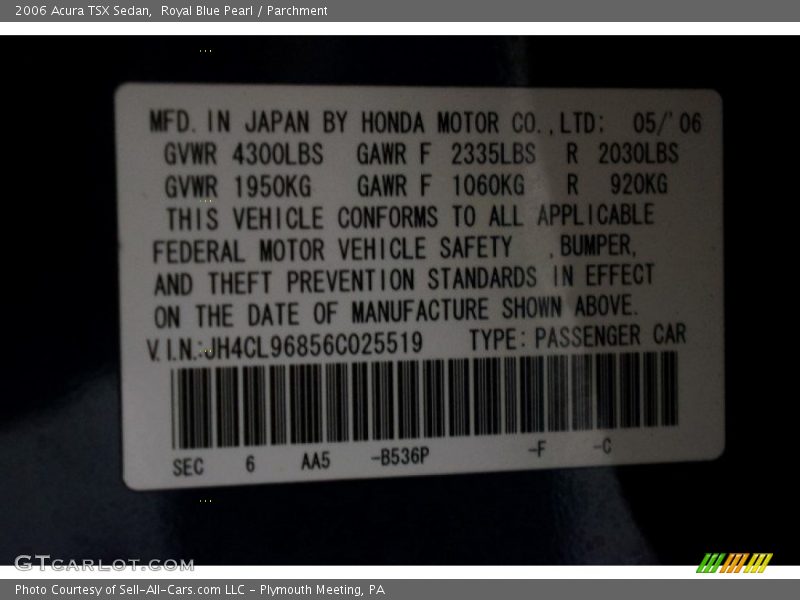 2006 Acura TSX Sedan, Royal Blue Pearl / Parchment
MFD. IN JAPAN BY HONDA MOTOR CO., LTD: 05/'06
GVWR 4300LBS GAWR F 2335LBS R 2030LBS
GVWR 1950KG GAWR F 1060KG R 920KG
THIS VEHICLE CONFORMS TO ALL APPLICABLE
FEDERAL MOTOR VEHICLE SAFETY , BUMPER,
AND THEFT PREVENTION STANDARDS IN EFFECT
ON THE DATE OF MANUFACTURE SHOWN ABOVE.
V.I.N.:JH4CL96856C025519 TYPE: PASSENGER CAR
SEC 6 AA5 -B536P -F -C
GTCARLOT.COM
Photo Courtesy of Sell-All-Cars.com LLC - Plymouth Meeting, PA